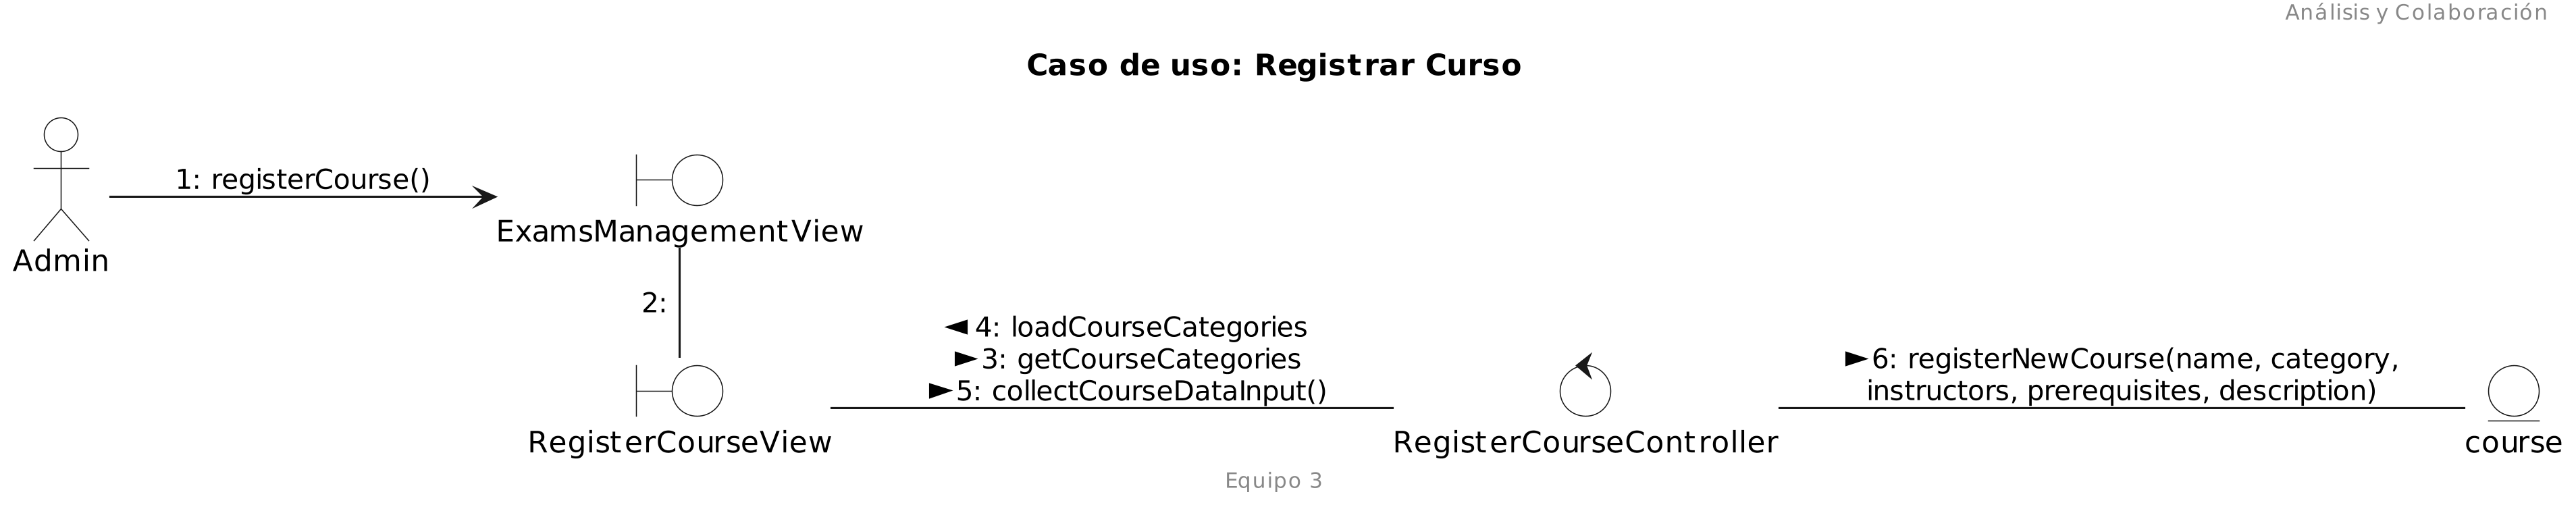 Análisis y Colaboración
Caso de uso: Registrar Curso
1: registerCourse()
ExamsManagementView
Admin
2:
◄ 4: loadCourseCategories
► 3: getCourseCategories
► 5: collectCourseDataInput()
► 6: registerNewCourse(name, category,
instructors, prerequisites, description)
RegisterCourseView
RegisterCourseController
course
Equipo 3